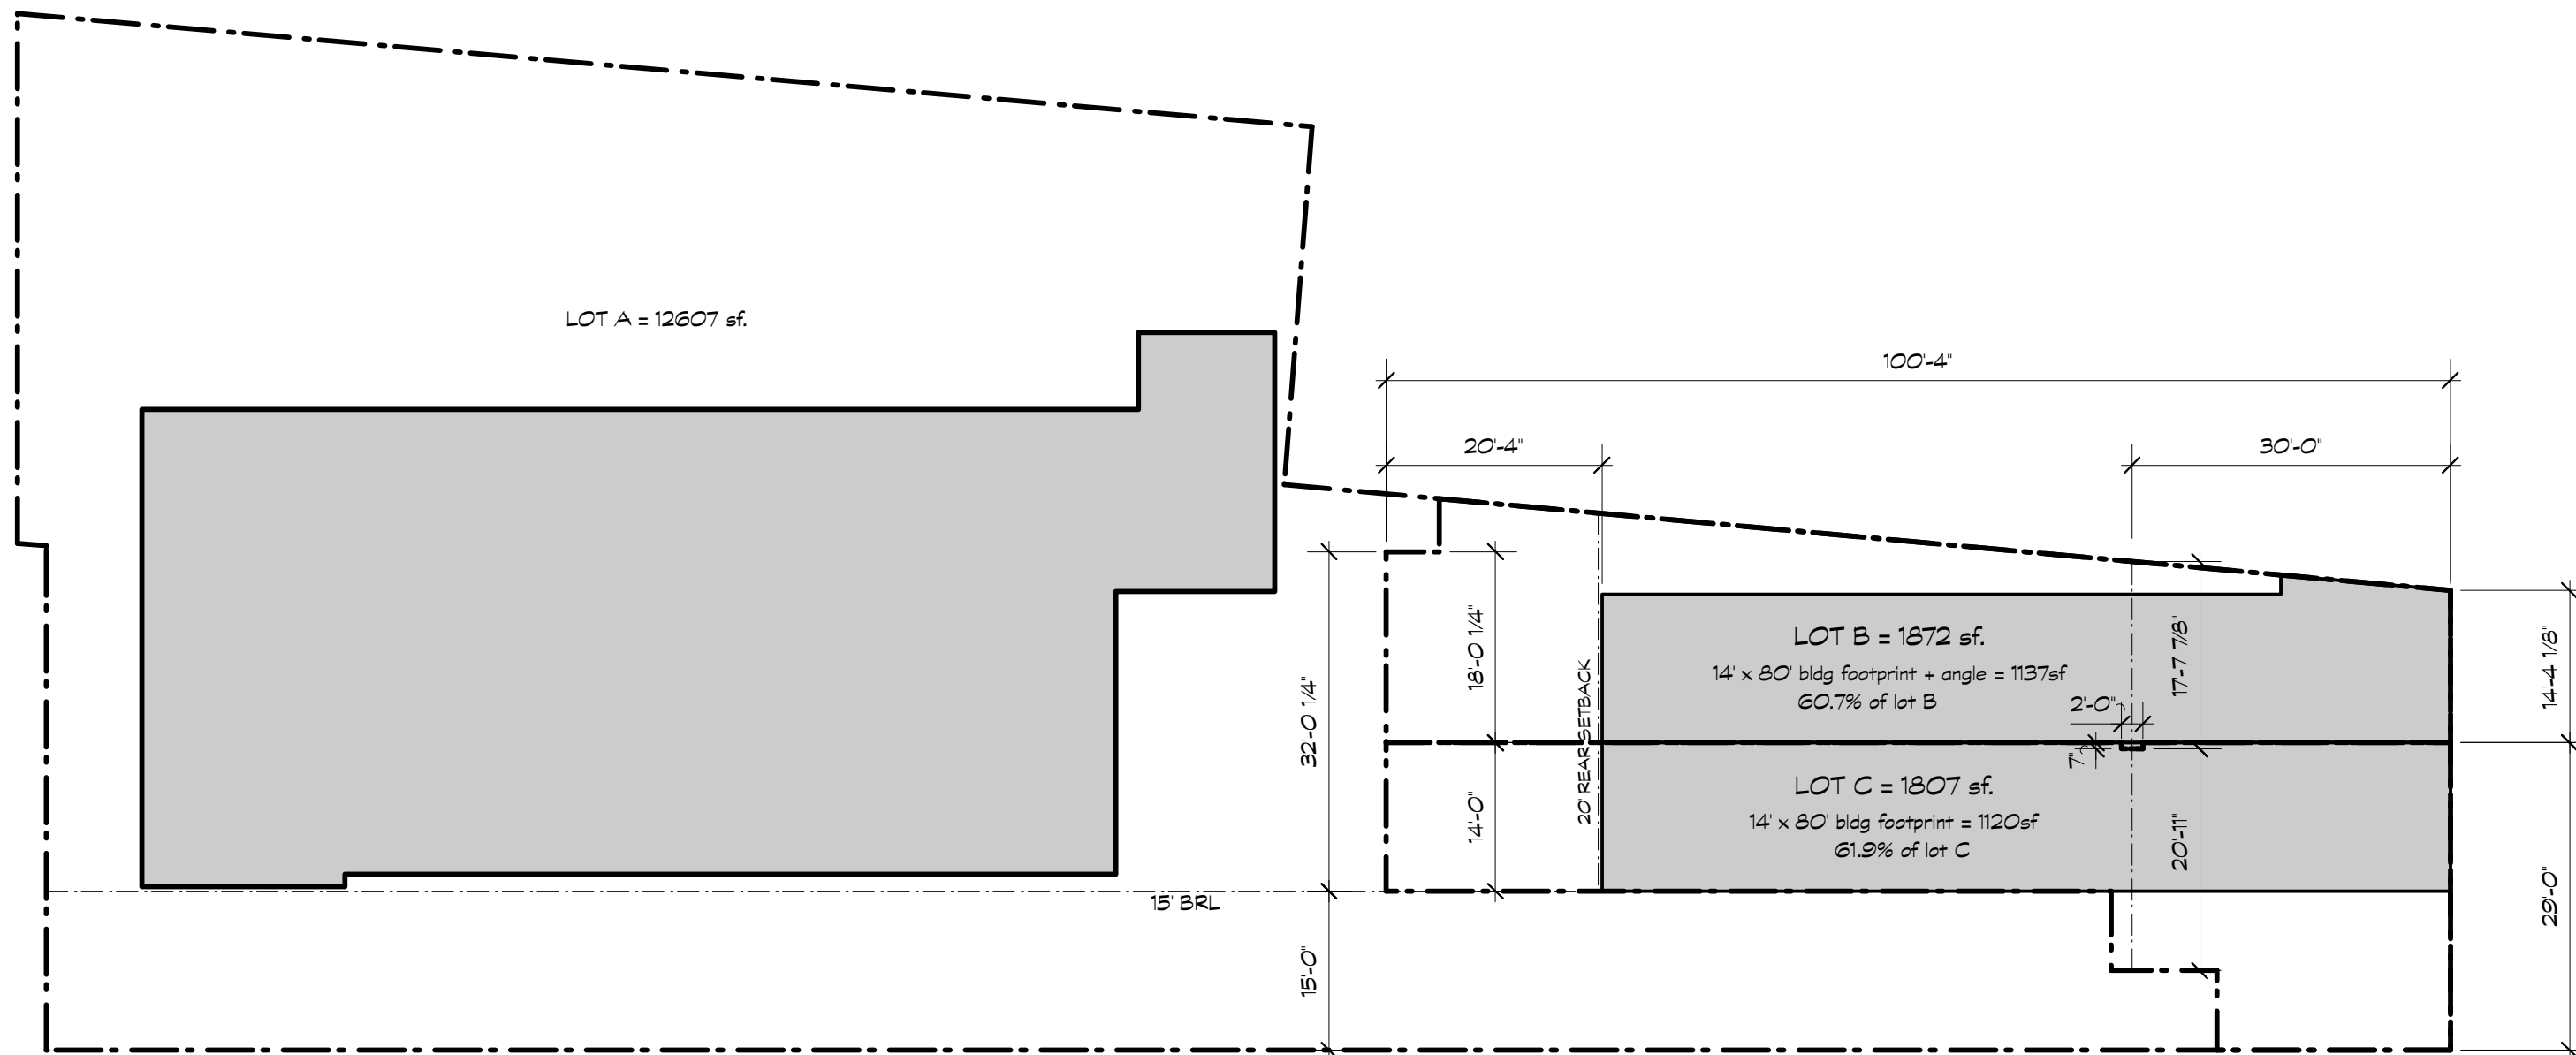 LOT A = 12607 sf.
100'-4"
20'-4"
30'-0"
32'-0 1/4"
18'-0 1/4"
14'-0"
15'-0"
20' REAR SETBACK
LOT B = 1872 sf.
14' x 80' bldg footprint + angle = 1137sf
60.7% of lot B
2'-0"
7"
17'-7 7/8"
14'-4 1/8"
LOT C = 1807 sf.
14' x 80' bldg footprint = 1120sf
61.9% of lot C
20'-11"
29'-0"
15' BRL